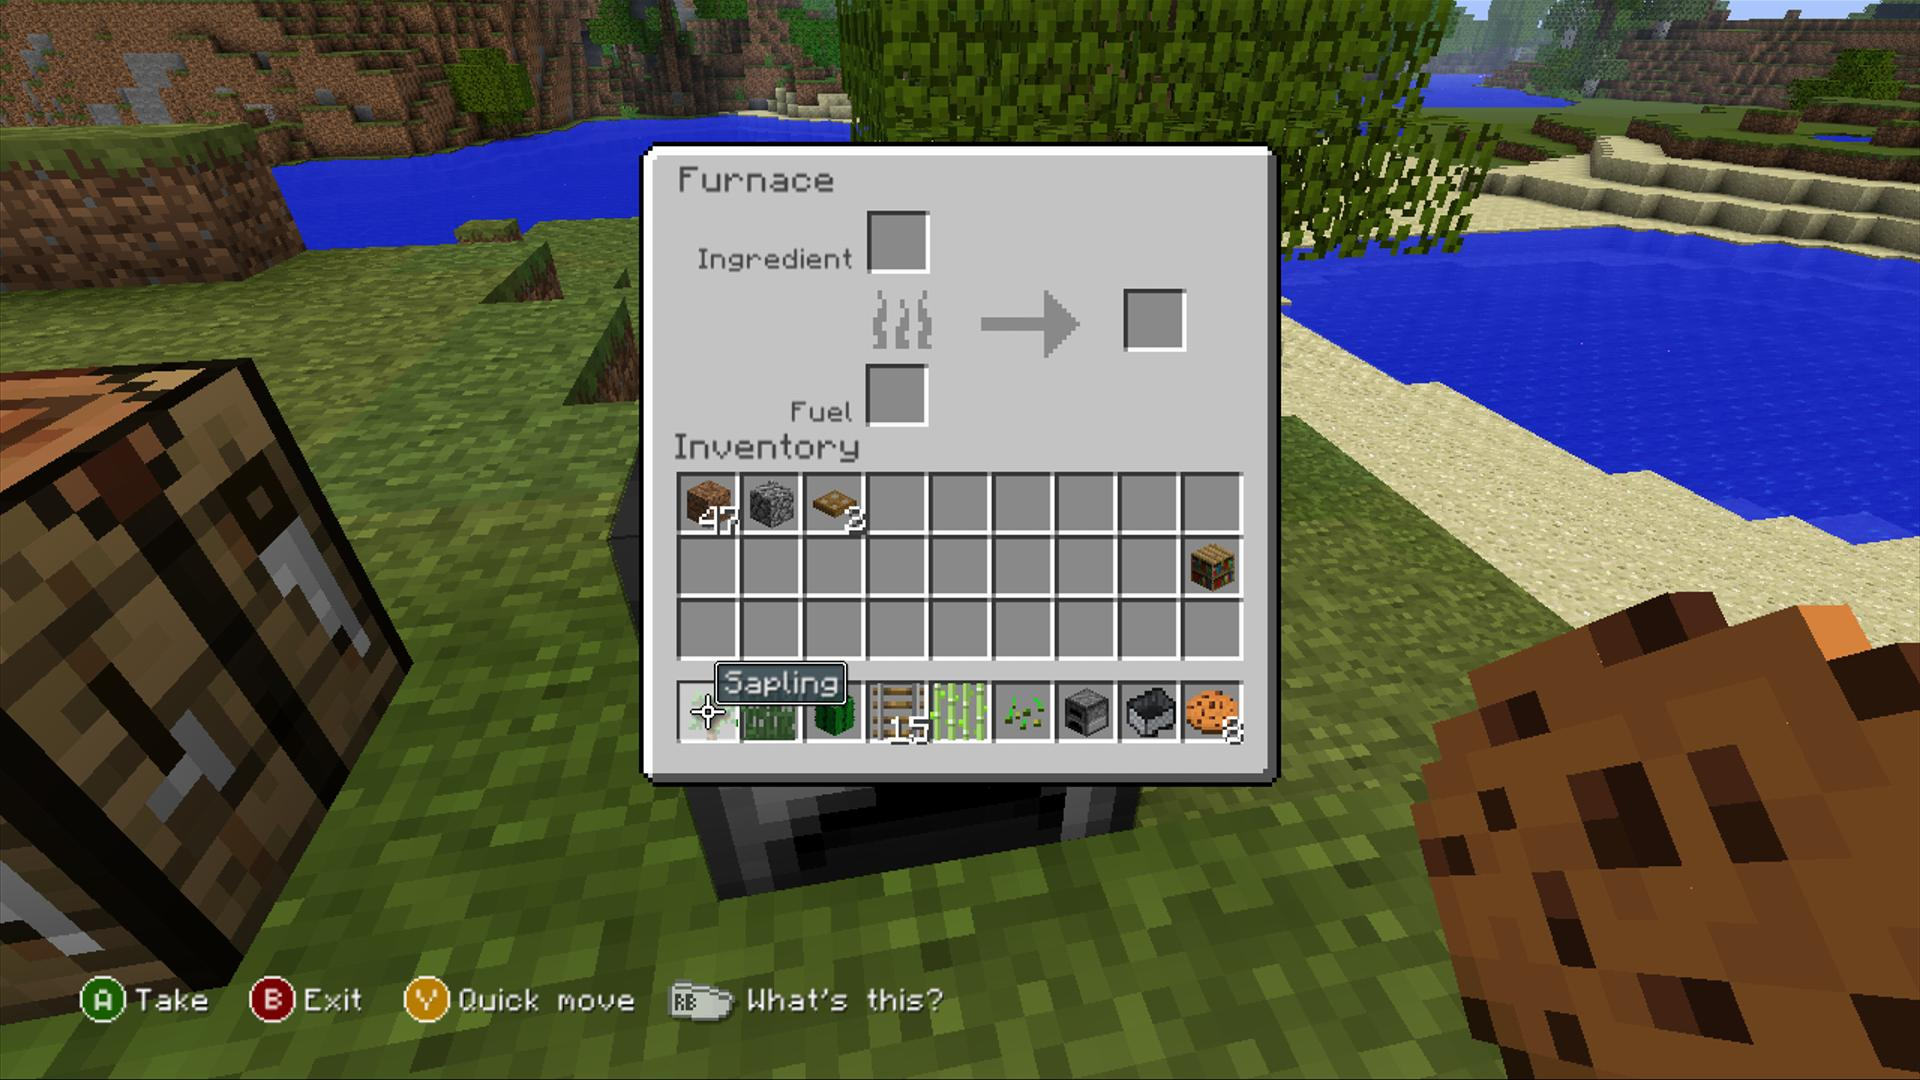 Furnace
Ingredient
Fuel
Inventory
47 2
Sapling
15 8
A Take B Exit Y Quick move RB What's this?